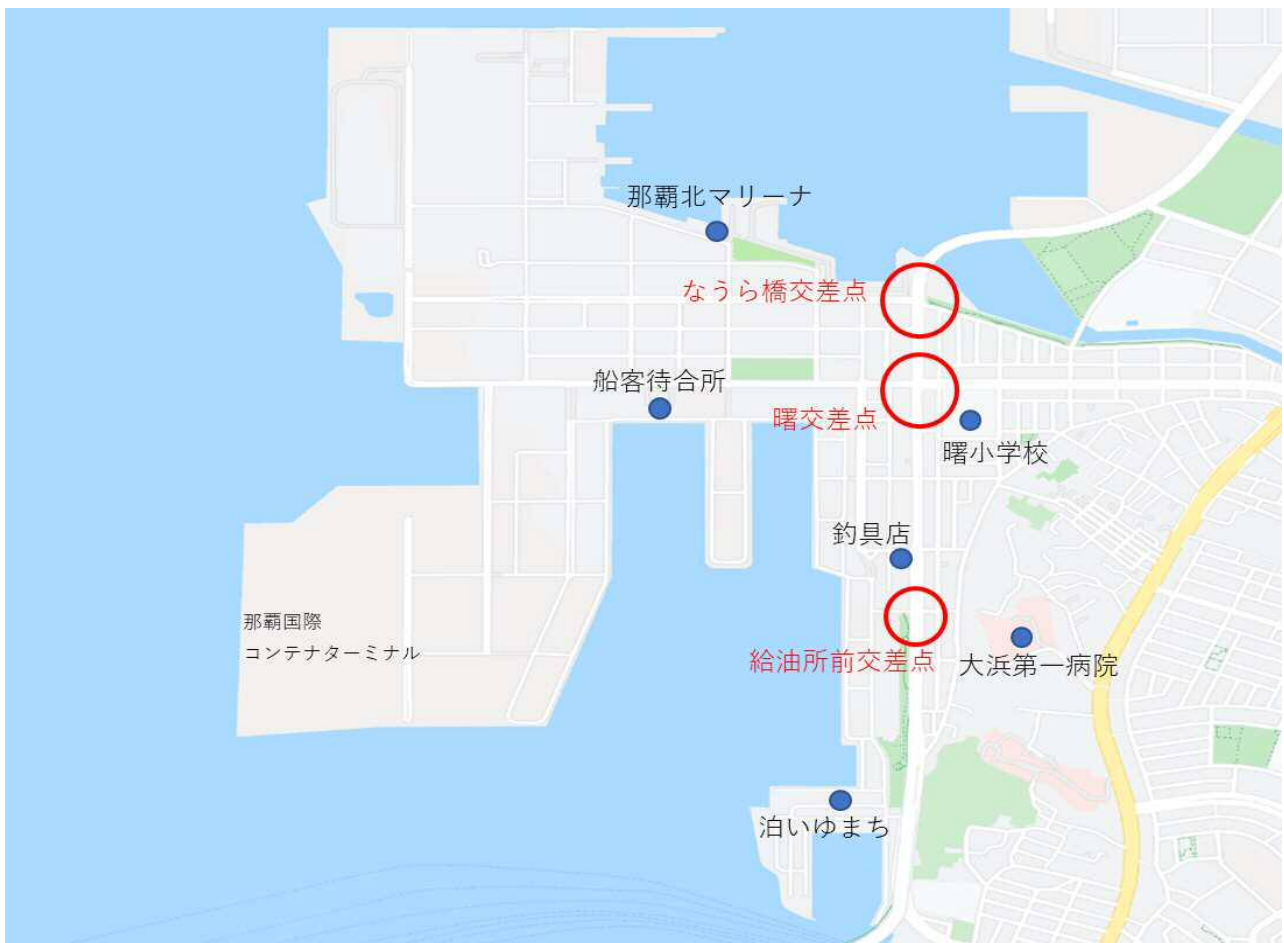 那覇北マリーナ
なうら橋交差点
船客待合所
曙交差点
曙小学校
釣具店
那覇国際
コンテナターミナル
給油所前交差点
大浜第一病院
泊いゆまち